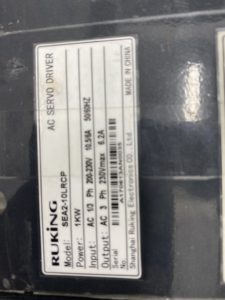 AC SERVO DRIVER
RUKING
Model: SEA2-10LRCP
Power: 1KW
Input: AC 1/3 Ph 200-230V 10.5/6A 50/60HZ
Output: AC 3 Ph 230Vmax 6.2A
Serial
No
Shanghai Ruking Electronics CO Ltd.
MADE IN CHINA